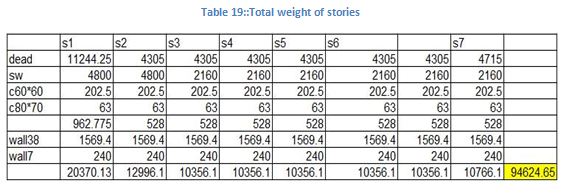 Table 19::Total weight of stories
s1 s2 s3 s4 s5 s6 s7
dead 11244.25 4305 4305 4305 4305 4305 4305 4715
sw 4800 4800 2160 2160 2160 2160 2160 2160
c60*60 202.5 202.5 202.5 202.5 202.5 202.5 202.5 202.5
c80*70 63 63 63 63 63 63 63 63
962.775 528 528 528 528 528 528 528
wall38 1569.4 1569.4 1569.4 1569.4 1569.4 1569.4 1569.4 1569.4
wall7 240 240 240 240 240 240 240 240
20370.13 12996.1 10356.1 10356.1 10356.1 10356.1 10356.1 10766.1 94624.65